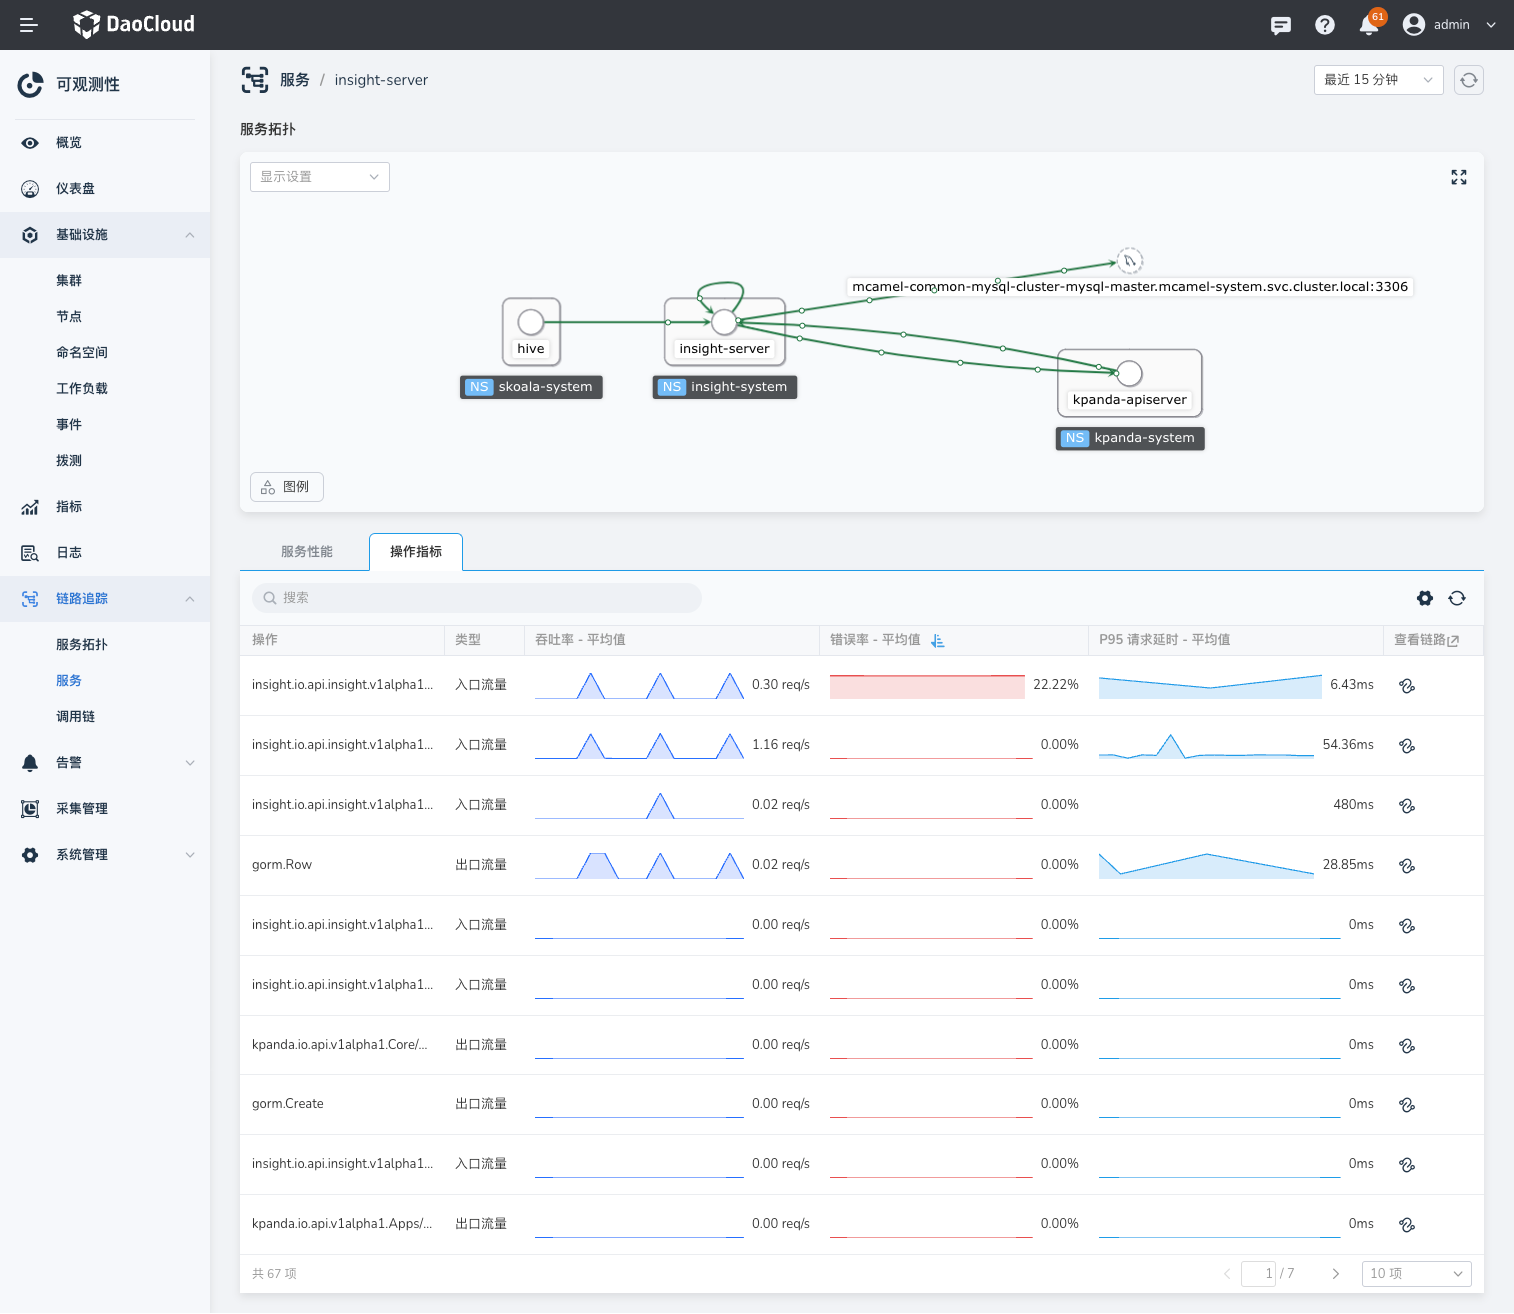 DaoCloud
61
admin
可观测性
概览
仪表盘
基础设施
集群
节点
命名空间
工作负载
事件
拨测
指标
日志
链路追踪
服务拓扑
服务
调用链
告警
采集管理
系统管理
服务 / insight-server
最近 15 分钟
服务拓扑
显示设置
mcamel-common-mysql-cluster-mysql-master.mcamel-system.svc.cluster.local:3306
hive
NS skoala-system
insight-server
NS insight-system
kpanda-apiserver
NS kpanda-system
图例
服务性能
操作指标
搜索
操作 类型 吞吐率 - 平均值 错误率 - 平均值 P95 请求延时 - 平均值 查看链路
insight.io.api.insight.v1alpha1... 入口流量 0.30 req/s 22.22% 6.43ms
insight.io.api.insight.v1alpha1... 入口流量 1.16 req/s 0.00% 54.36ms
insight.io.api.insight.v1alpha1... 入口流量 0.02 req/s 0.00% 480ms
gorm.Row 出口流量 0.02 req/s 0.00% 28.85ms
insight.io.api.insight.v1alpha1... 入口流量 0.00 req/s 0.00% 0ms
insight.io.api.insight.v1alpha1... 入口流量 0.00 req/s 0.00% 0ms
kpanda.io.api.v1alpha1.Core/... 出口流量 0.00 req/s 0.00% 0ms
gorm.Create 出口流量 0.00 req/s 0.00% 0ms
insight.io.api.insight.v1alpha1... 入口流量 0.00 req/s 0.00% 0ms
kpanda.io.api.v1alpha1.Apps/... 出口流量 0.00 req/s 0.00% 0ms
共 67 项
1 / 7
10 项